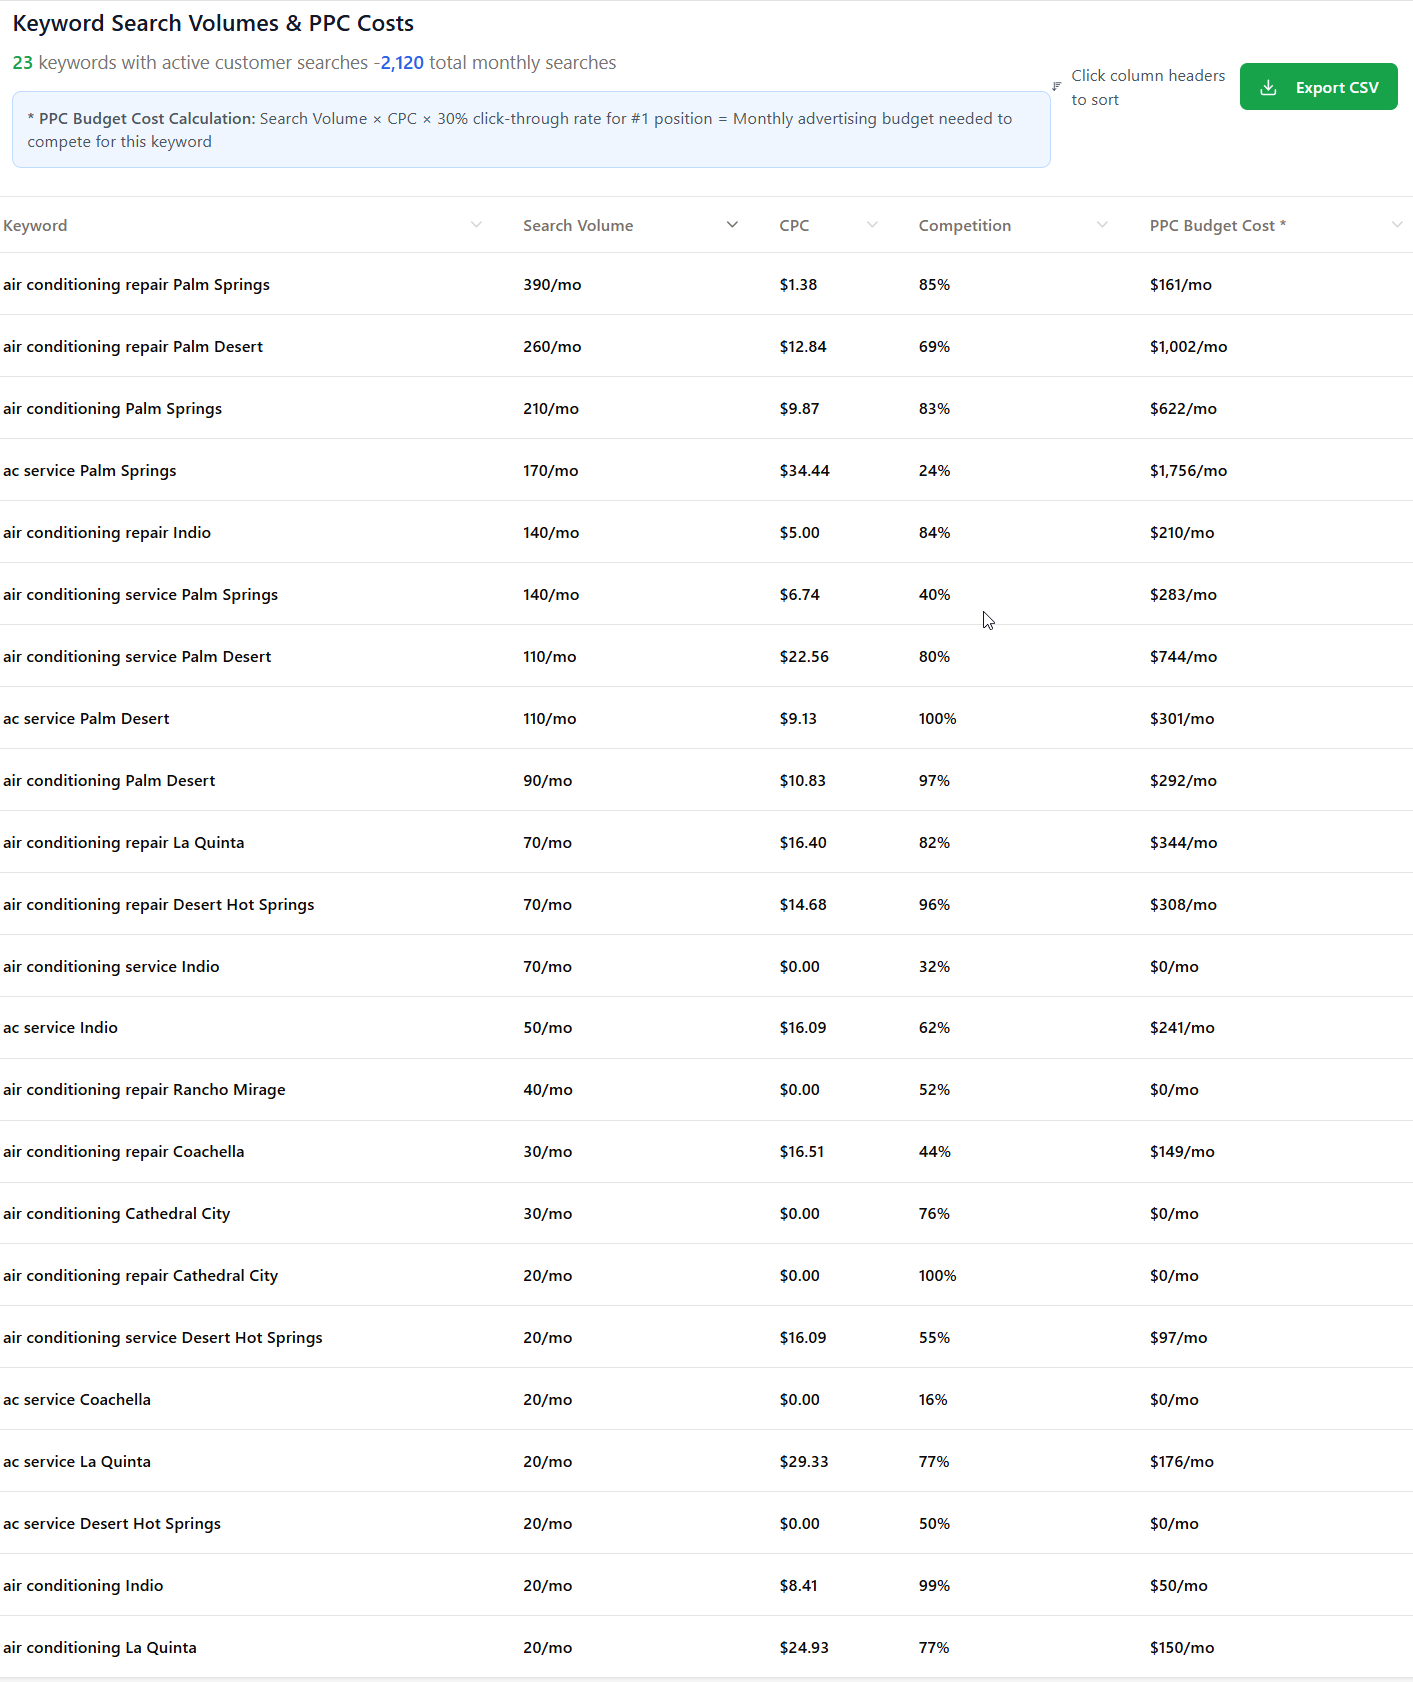 Keyword Search Volumes & PPC Costs
23 keywords with active customer searches -2,120 total monthly searches
Click column headers
to sort
Export CSV
* PPC Budget Cost Calculation: Search Volume × CPC × 30% click-through rate for #1 position = Monthly advertising budget needed to
compete for this keyword
Keyword Search Volume CPC Competition PPC Budget Cost *
air conditioning repair Palm Springs 390/mo $1.38 85% $161/mo
air conditioning repair Palm Desert 260/mo $12.84 69% $1,002/mo
air conditioning Palm Springs 210/mo $9.87 83% $622/mo
ac service Palm Springs 170/mo $34.44 24% $1,756/mo
air conditioning repair Indio 140/mo $5.00 84% $210/mo
air conditioning service Palm Springs 140/mo $6.74 40% $283/mo
air conditioning service Palm Desert 110/mo $22.56 80% $744/mo
ac service Palm Desert 110/mo $9.13 100% $301/mo
air conditioning Palm Desert 90/mo $10.83 97% $292/mo
air conditioning repair La Quinta 70/mo $16.40 82% $344/mo
air conditioning repair Desert Hot Springs 70/mo $14.68 96% $308/mo
air conditioning service Indio 70/mo $0.00 32% $0/mo
ac service Indio 50/mo $16.09 62% $241/mo
air conditioning repair Rancho Mirage 40/mo $0.00 52% $0/mo
air conditioning repair Coachella 30/mo $16.51 44% $149/mo
air conditioning Cathedral City 30/mo $0.00 76% $0/mo
air conditioning repair Cathedral City 20/mo $0.00 100% $0/mo
air conditioning service Desert Hot Springs 20/mo $16.09 55% $97/mo
ac service Coachella 20/mo $0.00 16% $0/mo
ac service La Quinta 20/mo $29.33 77% $176/mo
ac service Desert Hot Springs 20/mo $0.00 50% $0/mo
air conditioning Indio 20/mo $8.41 99% $50/mo
air conditioning La Quinta 20/mo $24.93 77% $150/mo